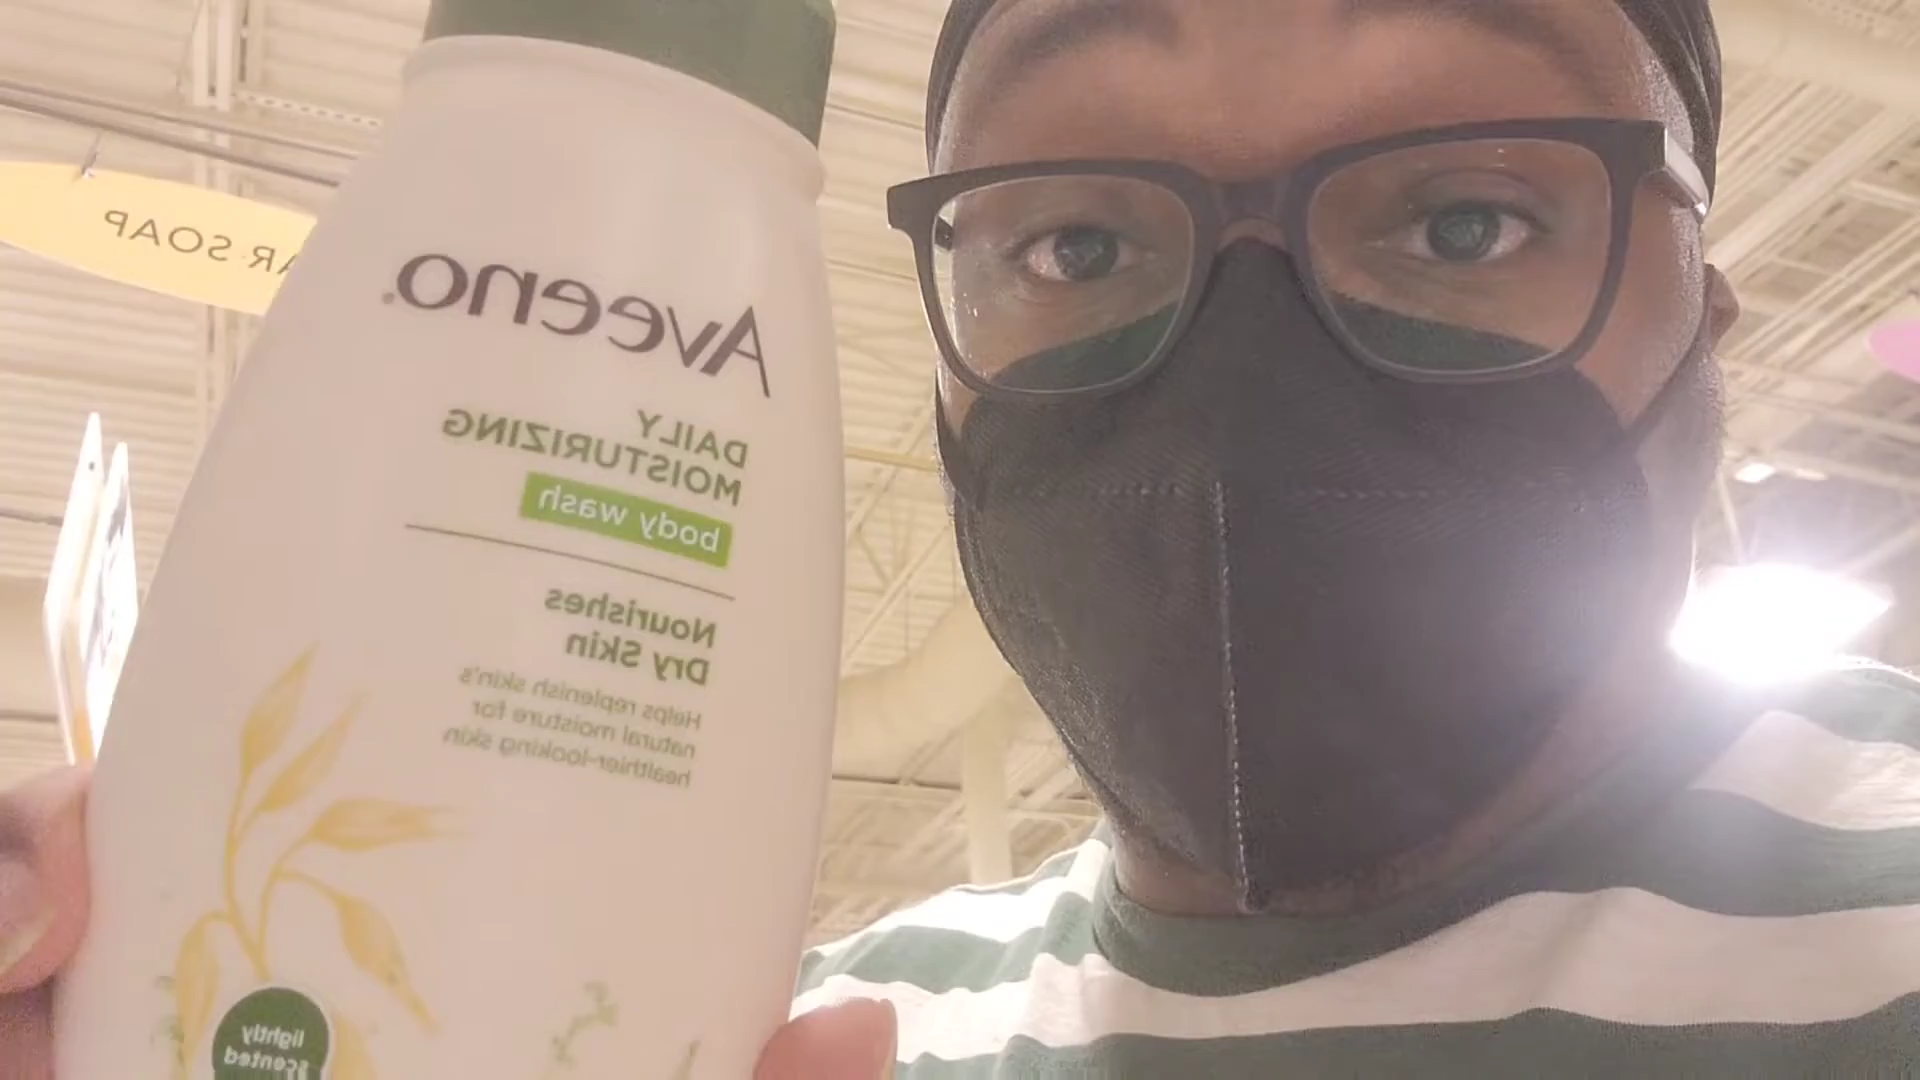 AR SOAP
Aveeno®
DAILY
MOISTURIZING
body wash
Nourishes
Dry Skin
Helps replenish skin's
natural moisture for
healthier-looking skin
lightly
scented